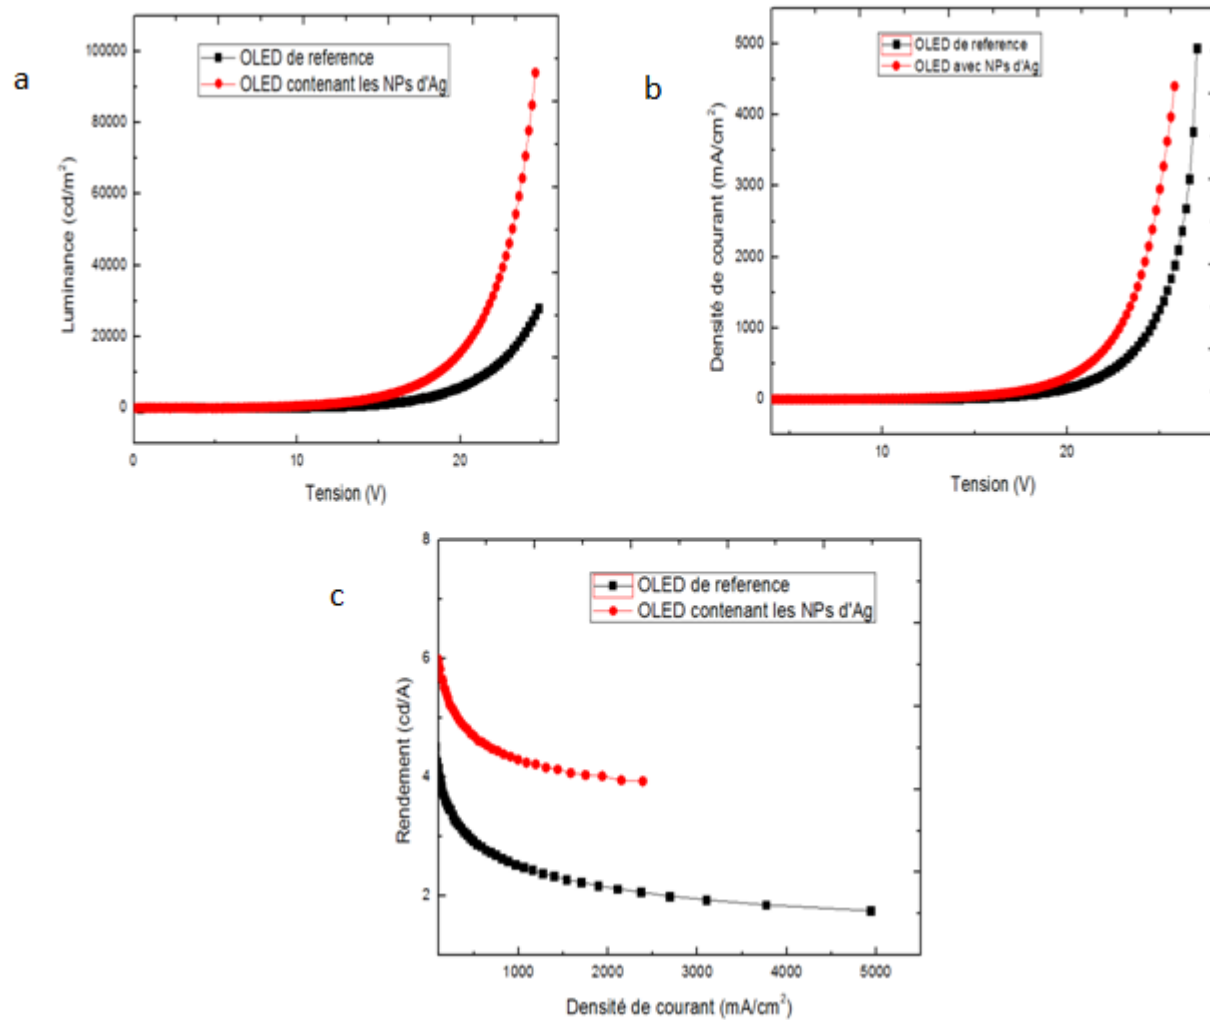 a
OLED de reference
OLED contenant les NPs d'Ag
100000
80000
60000
40000
20000
0
Luminance (cd/m²)
0
10
20
Tension (V)
b
OLED de reference
OLED avec NPs d'Ag
5000
4000
3000
2000
1000
0
Densité de courant (mA/cm²)
10
20
Tension (V)
c
OLED de reference
OLED contenant les NPs d'Ag
8
6
4
2
Rendement (cd/A)
1000
2000
3000
4000
5000
Densité de courant (mA/cm²)